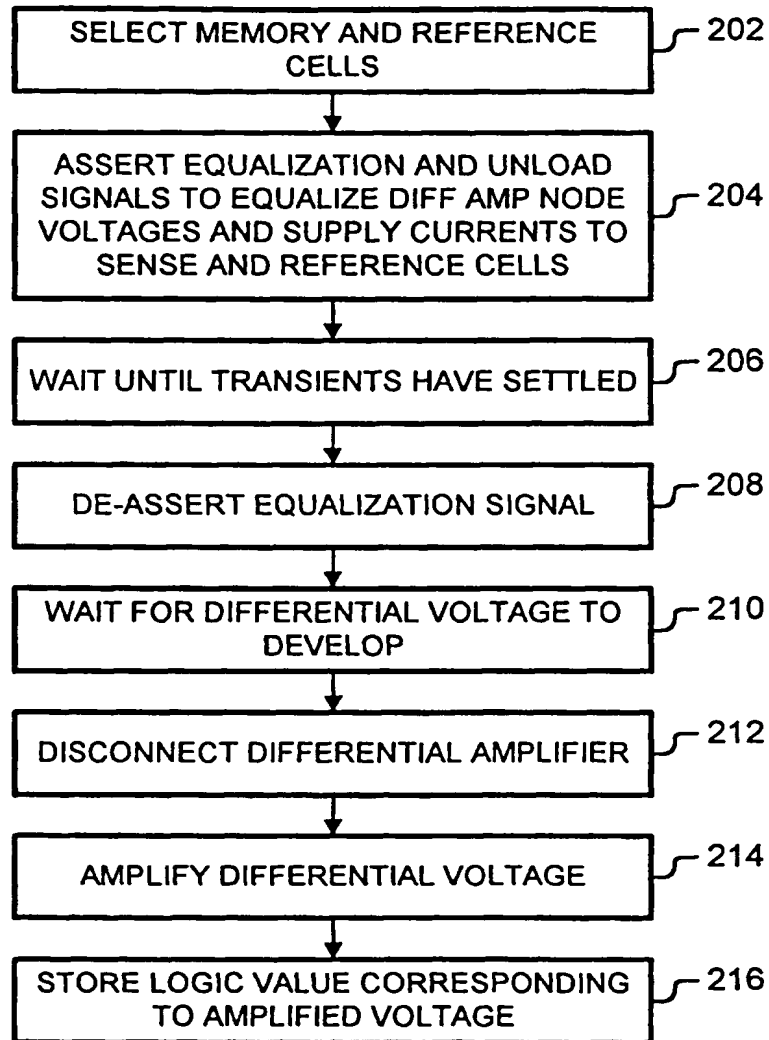 SELECT MEMORY AND REFERENCE
CELLS
202
ASSERT EQUALIZATION AND UNLOAD
SIGNALS TO EQUALIZE DIFF AMP NODE
VOLTAGES AND SUPPLY CURRENTS TO
SENSE AND REFERENCE CELLS
204
WAIT UNTIL TRANSIENTS HAVE SETTLED
206
DE-ASSERT EQUALIZATION SIGNAL
208
WAIT FOR DIFFERENTIAL VOLTAGE TO
DEVELOP
210
DISCONNECT DIFFERENTIAL AMPLIFIER
212
AMPLIFY DIFFERENTIAL VOLTAGE
214
STORE LOGIC VALUE CORRESPONDING
TO AMPLIFIED VOLTAGE
216